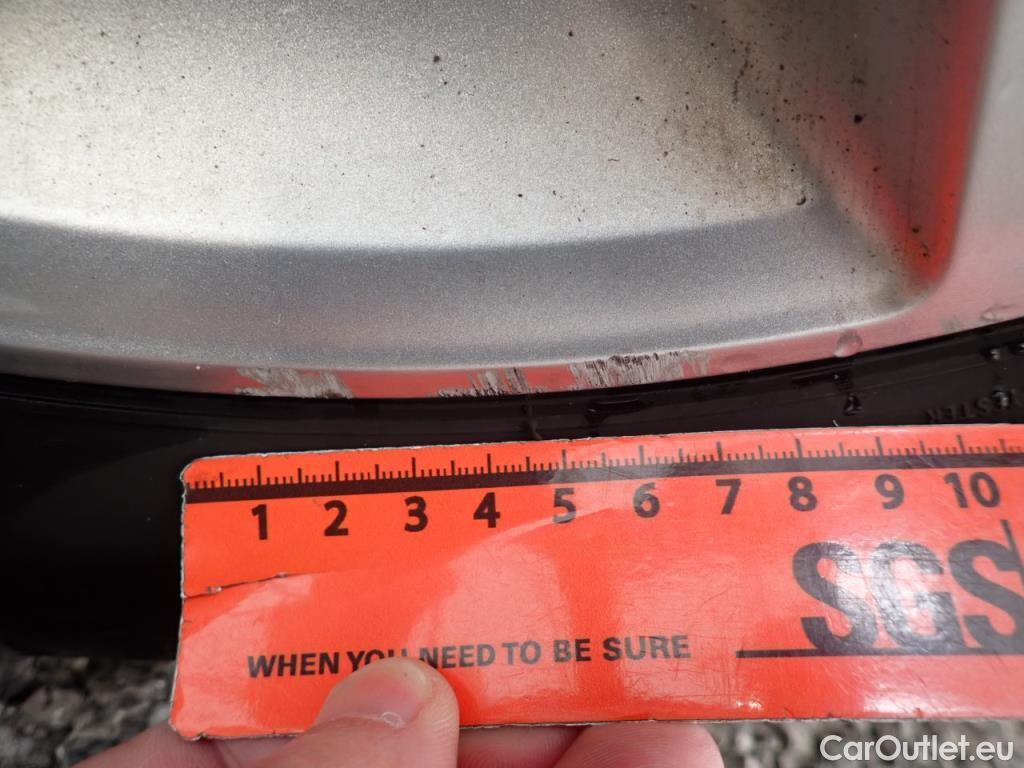 1 2 3 4 5 6 7 8 9 10
SGS
WHEN YOU NEED TO BE SURE
CarOutlet.eu